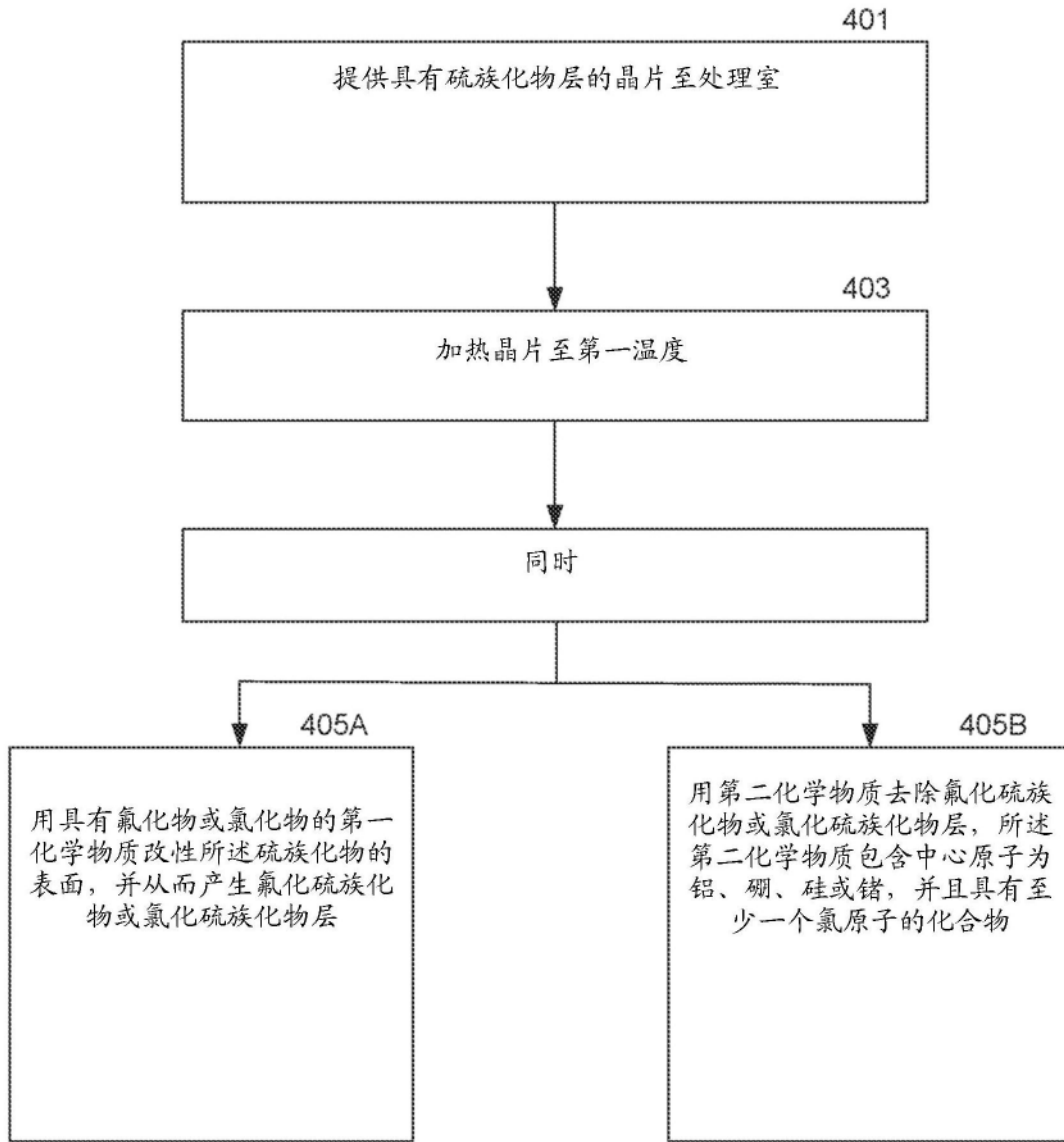 401
提供具有硫族化物层的晶片至处理室
403
加热晶片至第一温度
同时
405A
用具有氟化物或氯化物的第一
化学物质改性所述硫族化物的
表面，并从而产生氟化硫族化
物或氯化硫族化物层
405B
用第二化学物质去除氟化硫族
化物或氯化硫族化物层，所述
第二化学物质包含中心原子为
铝、硼、硅或锗，并且具有至
少一个氯原子的化合物